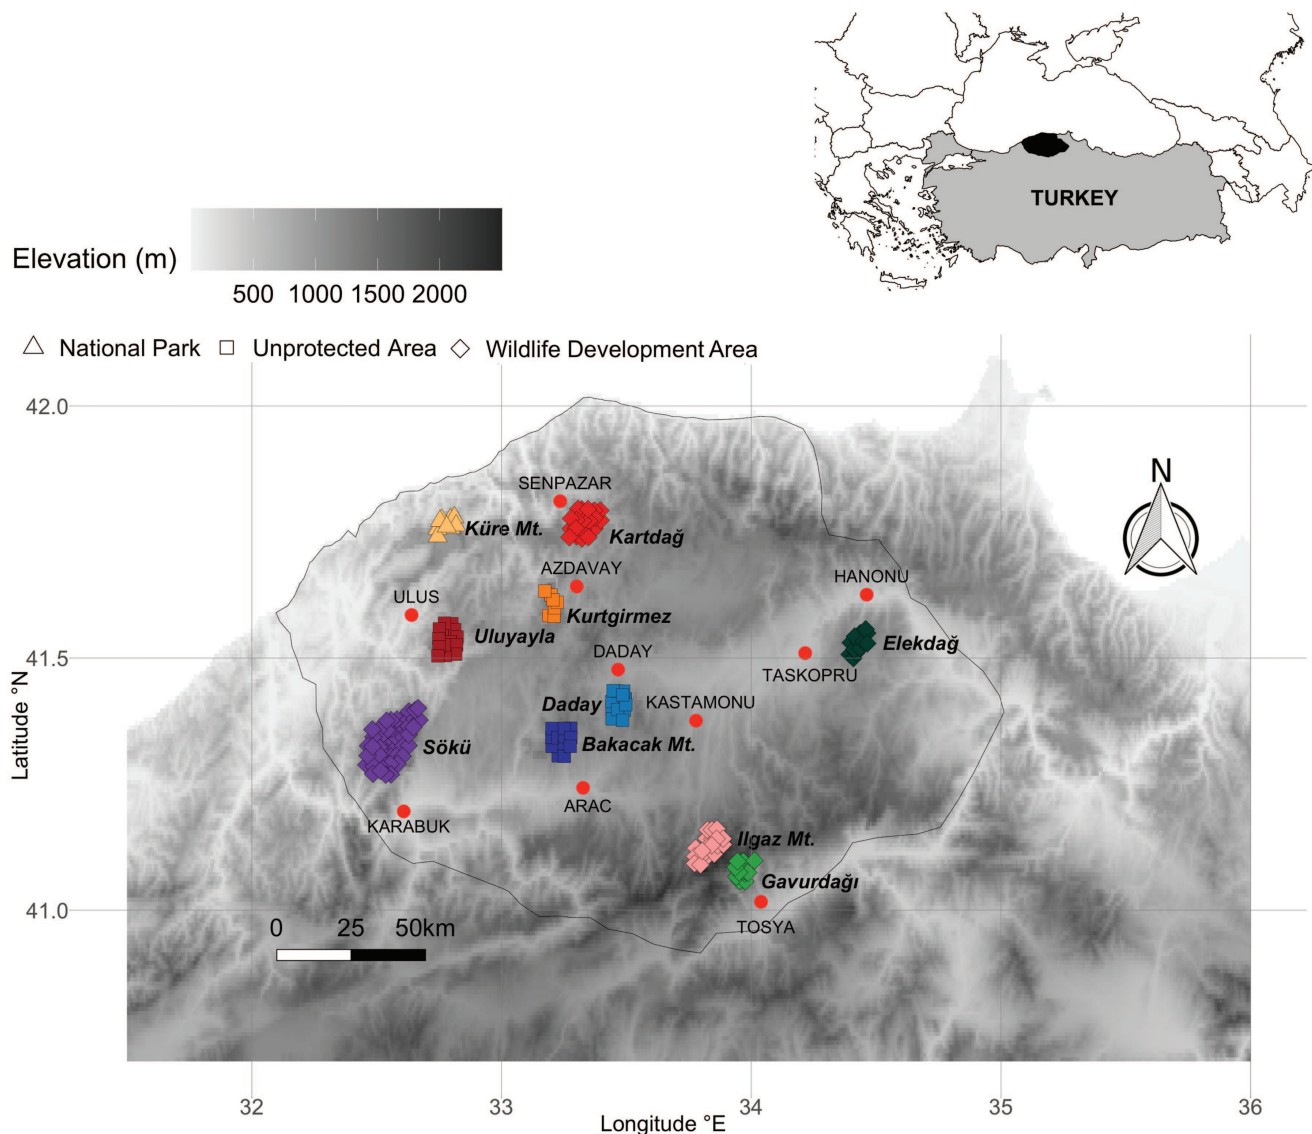 TURKEY
Elevation (m)
500 1000 1500 2000
National Park Unprotected Area Wildlife Development Area
42.0
N
SENPAZAR
Küre Mt.
Kartdağ
AZDAVAY
HANONU
ULUS
Kurtgirmez
Uluyayla
Elekdağ
DADAY
41.5
TASKOPRU
Daday
KASTAMONU
Sökü
Bakacak Mt.
Latitude °N
ARAC
KARABUK
Ilgaz Mt.
Gavurdağı
41.0
TOSYA
0 25 50km
32 33 34 35 36
Longitude °E